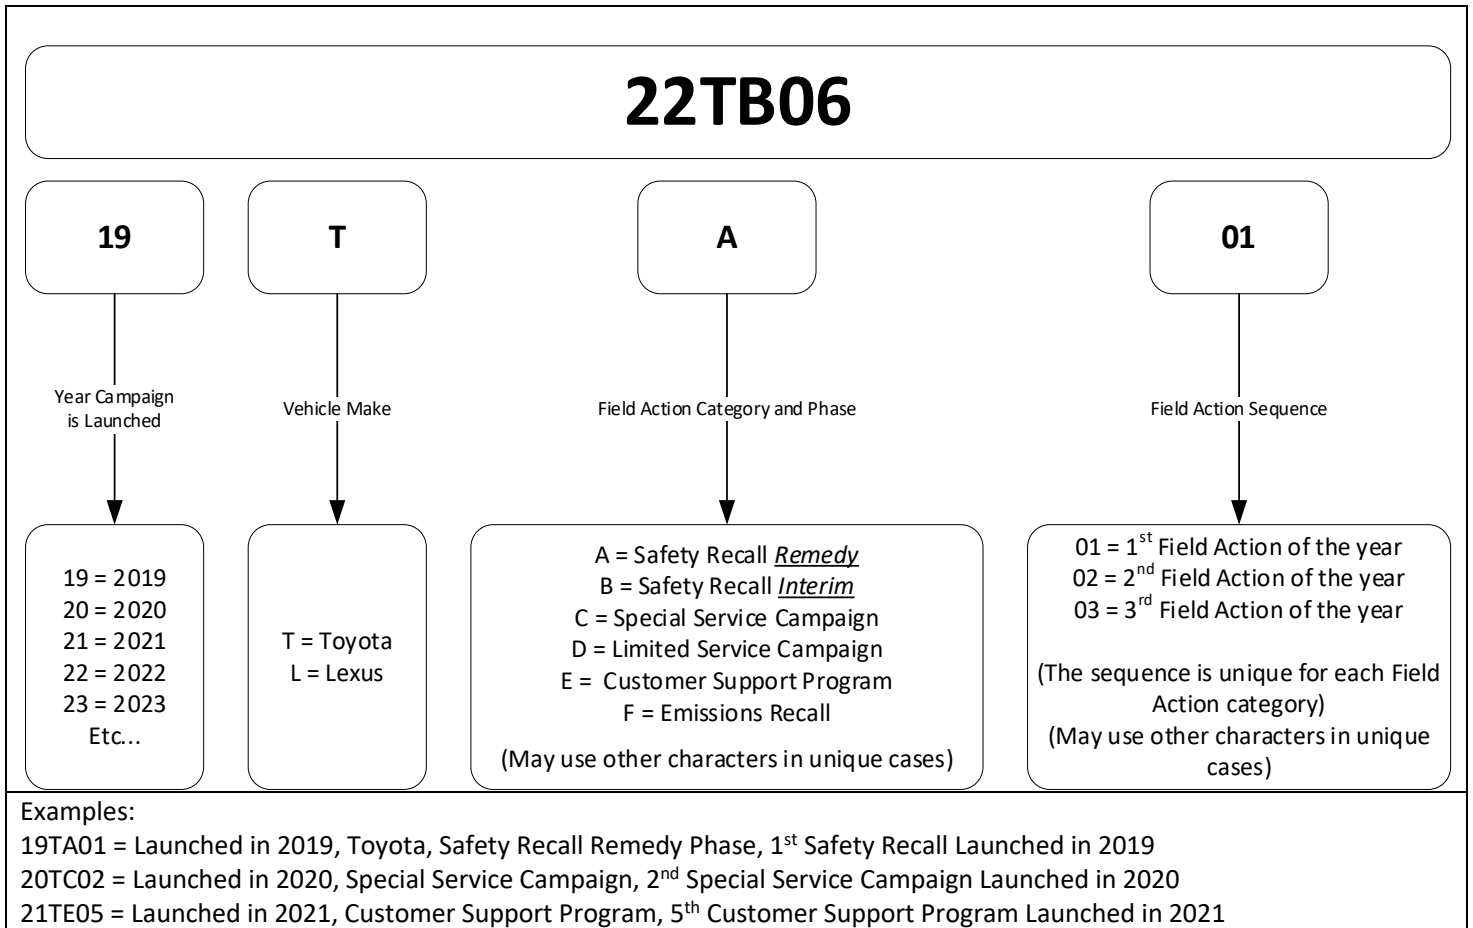 22TB06
19
T
A
01
Year Campaign
is Launched
Vehicle Make
Field Action Category and Phase
Field Action Sequence
19 = 2019
20 = 2020
21 = 2021
22 = 2022
23 = 2023
Etc...
T = Toyota
L = Lexus
A = Safety Recall Remedy
B = Safety Recall Interim
C = Special Service Campaign
D = Limited Service Campaign
E =  Customer Support Program
F = Emissions Recall
(May use other characters in unique cases)
01 = 1st Field Action of the year
02 = 2nd Field Action of the year
03 = 3rd Field Action of the year
(The sequence is unique for each Field
Action category)
(May use other characters in unique
cases)
Examples:
19TA01 = Launched in 2019, Toyota, Safety Recall Remedy Phase, 1st Safety Recall Launched in 2019
20TC02 = Launched in 2020, Special Service Campaign, 2nd Special Service Campaign Launched in 2020
21TE05 = Launched in 2021, Customer Support Program, 5th Customer Support Program Launched in 2021